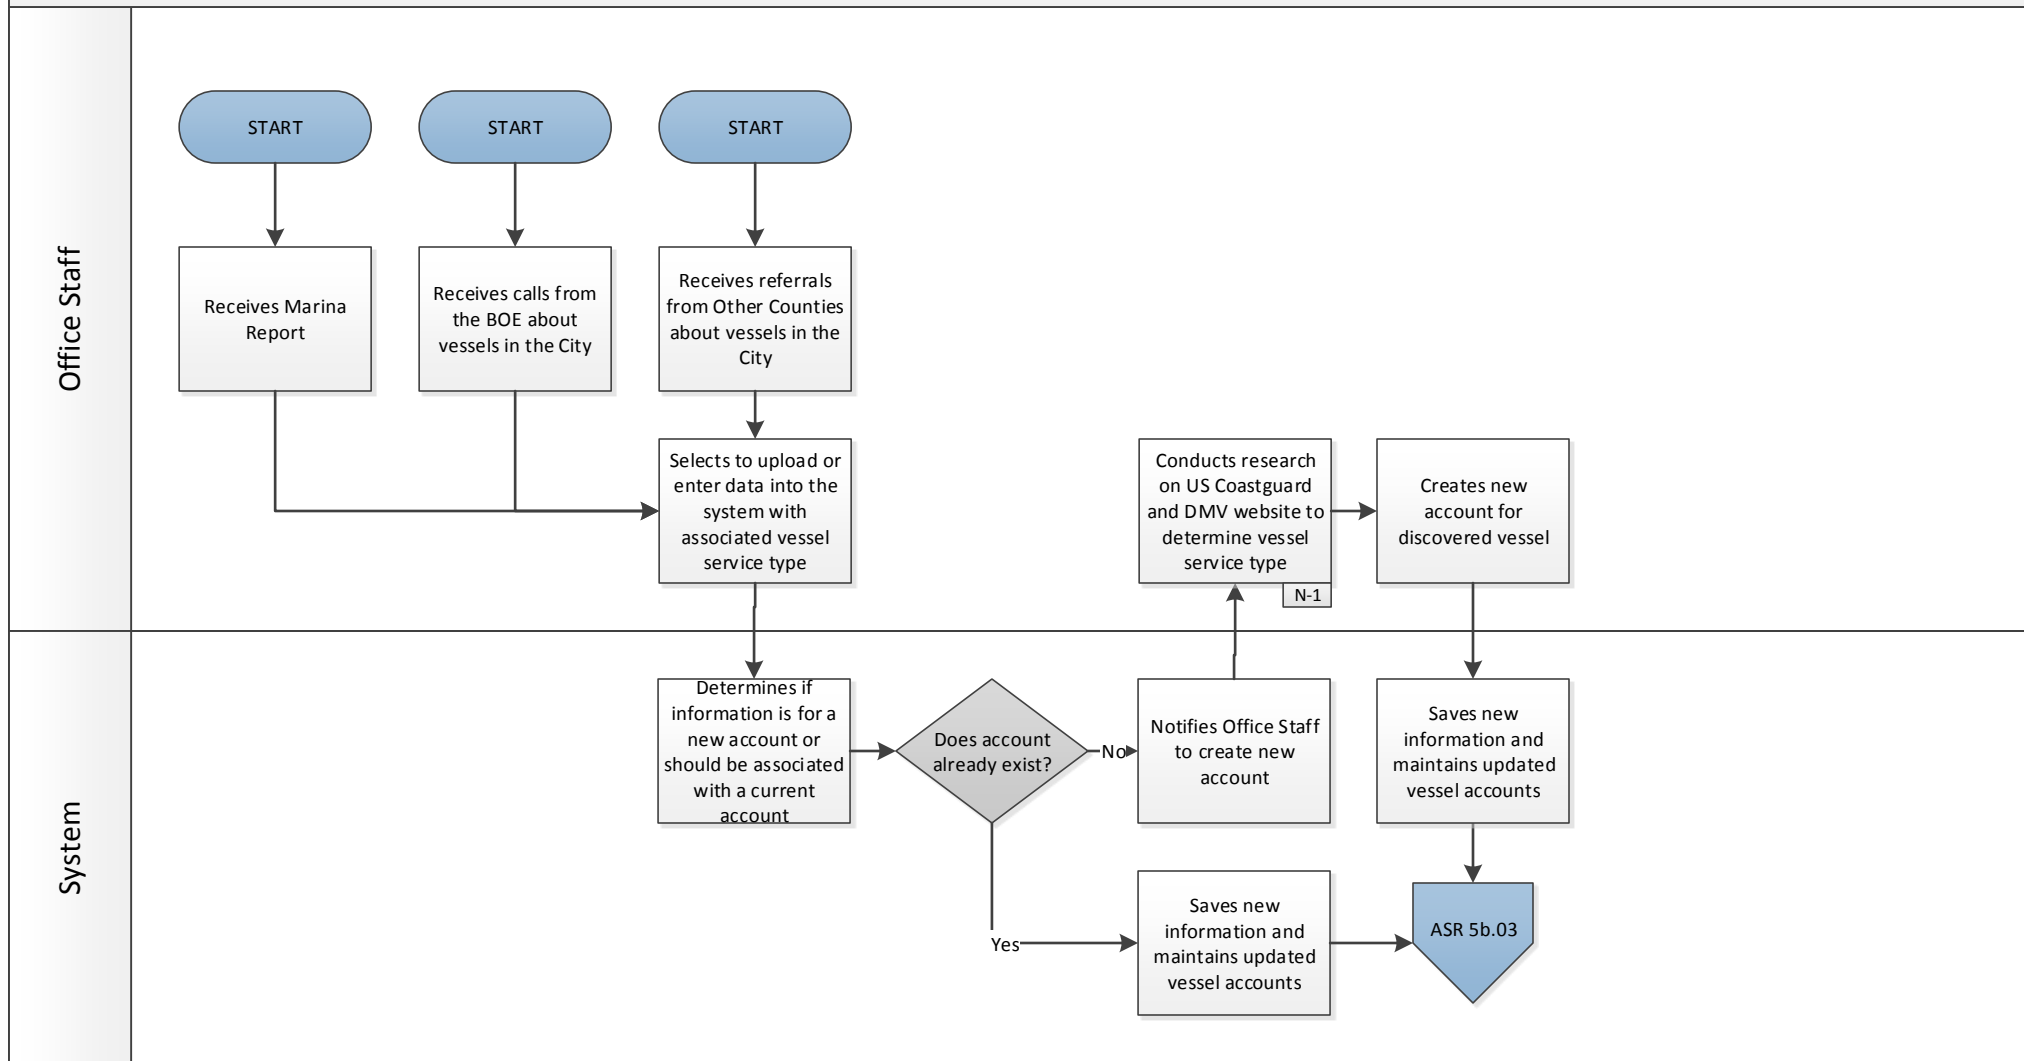 Office Staff
START
START
START
Receives Marina
Report
Receives calls from
the BOE about
vessels in the City
Receives referrals
from Other Counties
about vessels in the
City
Selects to upload or
enter data into the
system with
associated vessel
service type
Conducts research
on US Coastguard
and DMV website to
determine vessel
service type
N-1
Creates new
account for
discovered vessel
System
Determines if
information is for a
new account or
should be associated
with a current
account
Does account
already exist?
No
Notifies Office Staff
to create new
account
Saves new
information and
maintains updated
vessel accounts
Yes
Saves new
information and
maintains updated
vessel accounts
ASR 5b.03